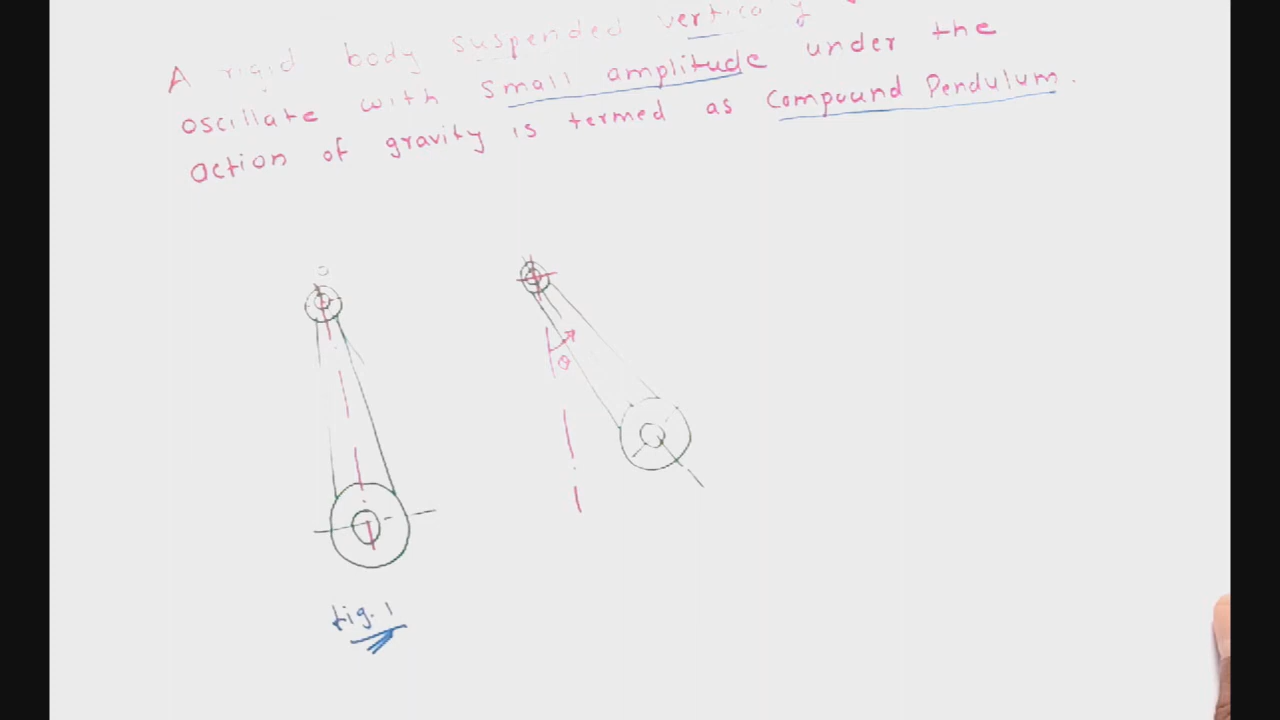 A rigid body suspended
oscillate with small amplitude under the
action of gravity is termed as Compound Pendulum.
O
θ
fig. 1